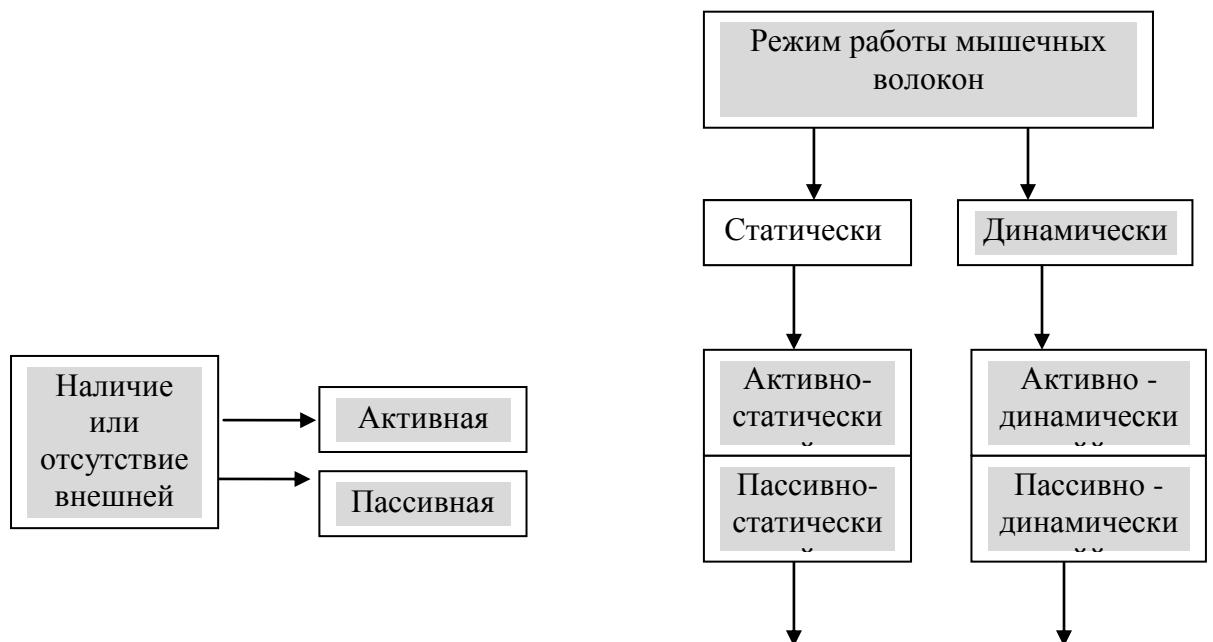 Режим работы мышечных
волокон
Статически
Динамически
Наличие
или
отсутствие
внешней
Активная
Пассивная
Активно-
статически
Активно -
динамически
Пассивно-
статически
Пассивно -
динамически